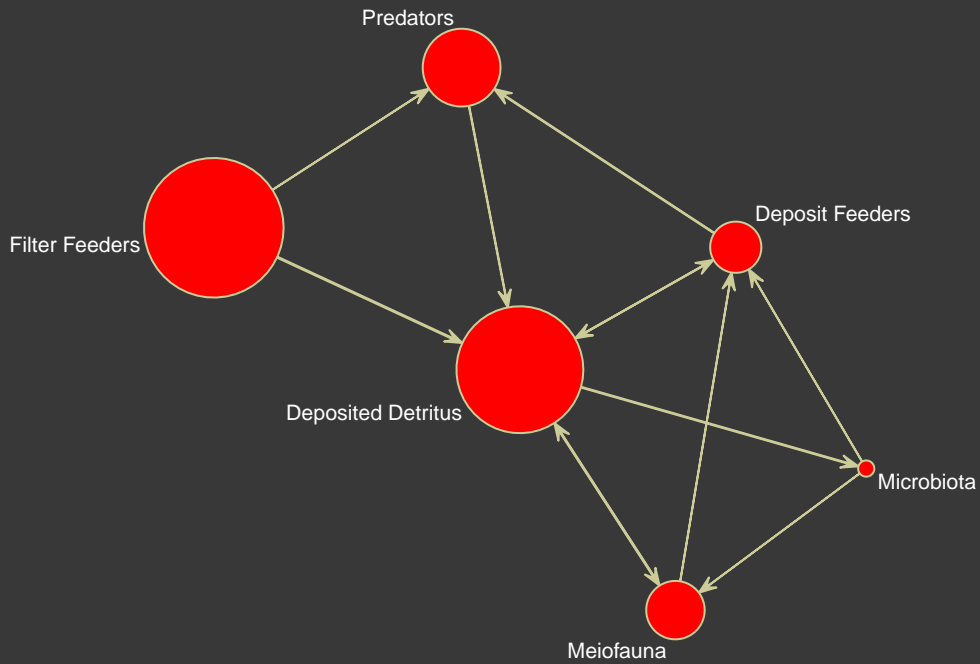 Predators
Deposit Feeders
Filter Feeders
Deposited Detritus
Microbiota
Meiofauna